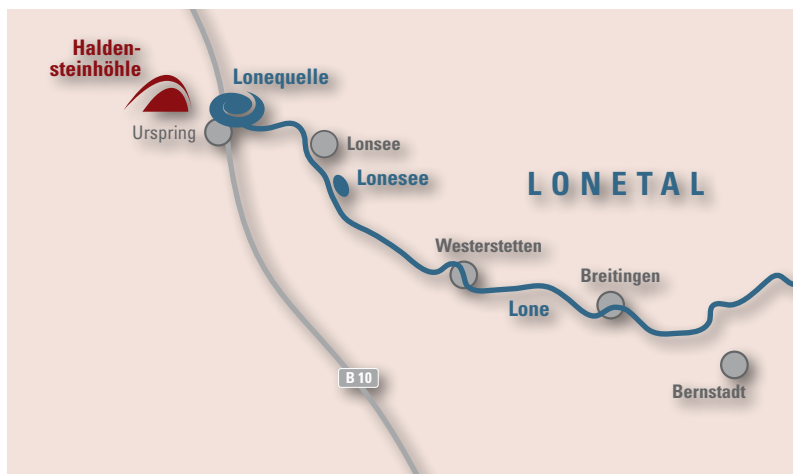 Halden-
steinhöhle
Lonequelle
Urspring
Lonsee
Lonesee
LONETAL
Westerstetten
Breitingen
Lone
B 10
Bernstadt